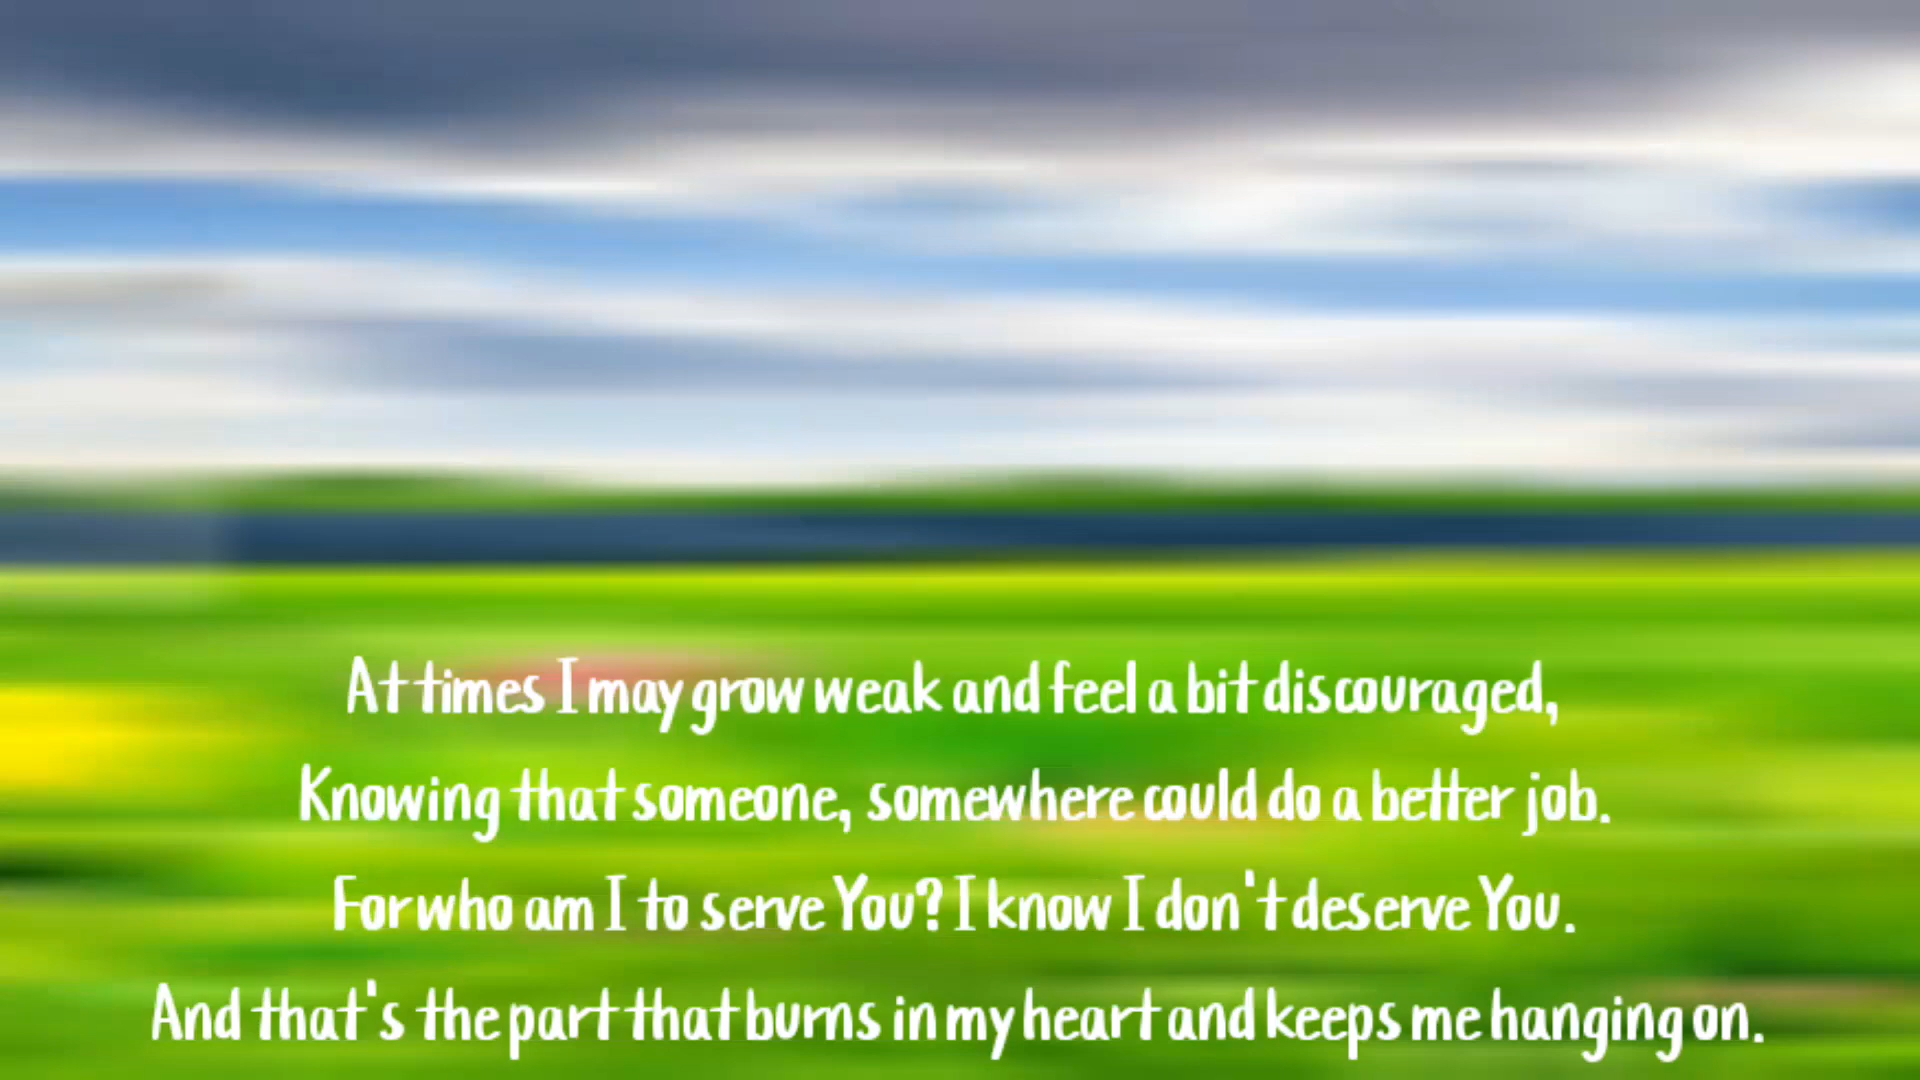 At times I may grow weak and feel a bit discouraged,
Knowing that someone, somewhere could do a better job.
For who am I to serve You? I know I don't deserve You.
And that's the part that burns in my heart and keeps me hanging on.